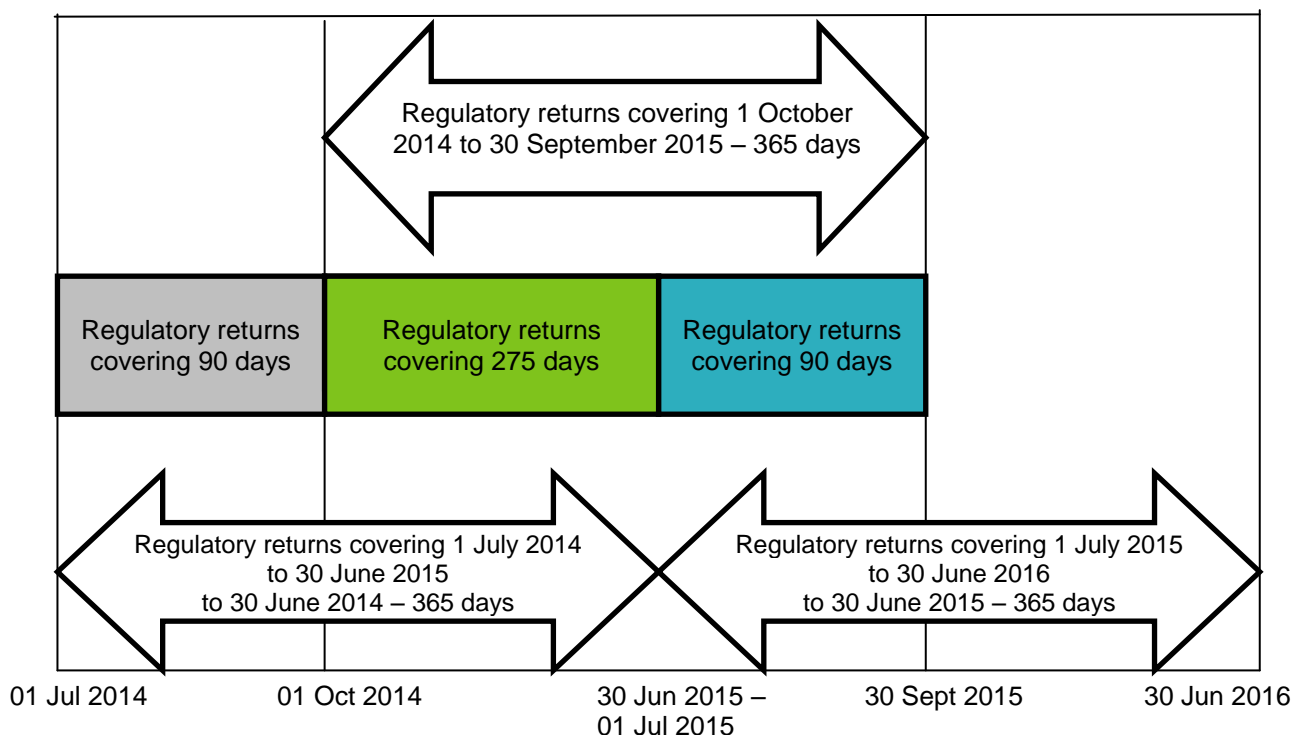 Regulatory returns covering 1 October
2014 to 30 September 2015 – 365 days
Regulatory returns
covering 90 days
Regulatory returns
covering 275 days
Regulatory returns
covering 90 days
Regulatory returns covering 1 July 2014
to 30 June 2015
to 30 June 2014 – 365 days
Regulatory returns covering 1 July 2015
to 30 June 2016
to 30 June 2015 – 365 days
01 Jul 2014
01 Oct 2014
30 Jun 2015 –
01 Jul 2015
30 Sept 2015
30 Jun 2016